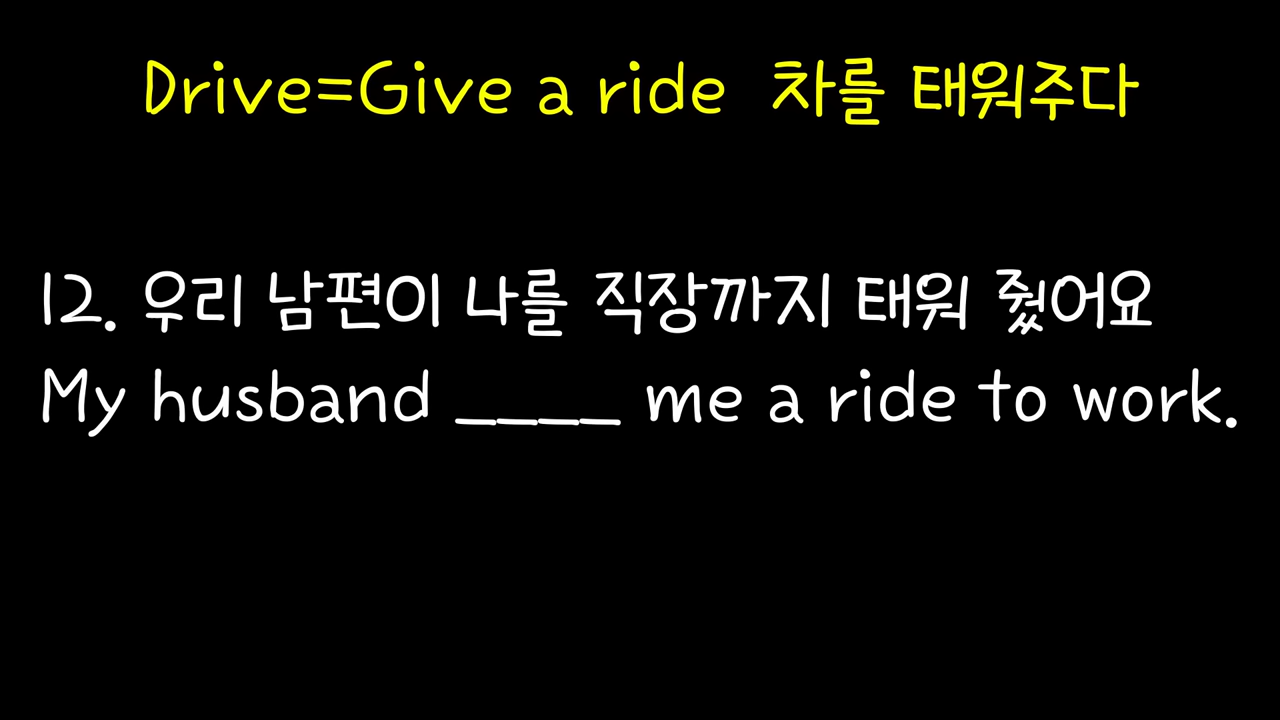 Drive=Give a ride 차를 태워주다
12. 우리 남편이 나를 직장까지 태워 줬어요
My husband ____ me a ride to work.